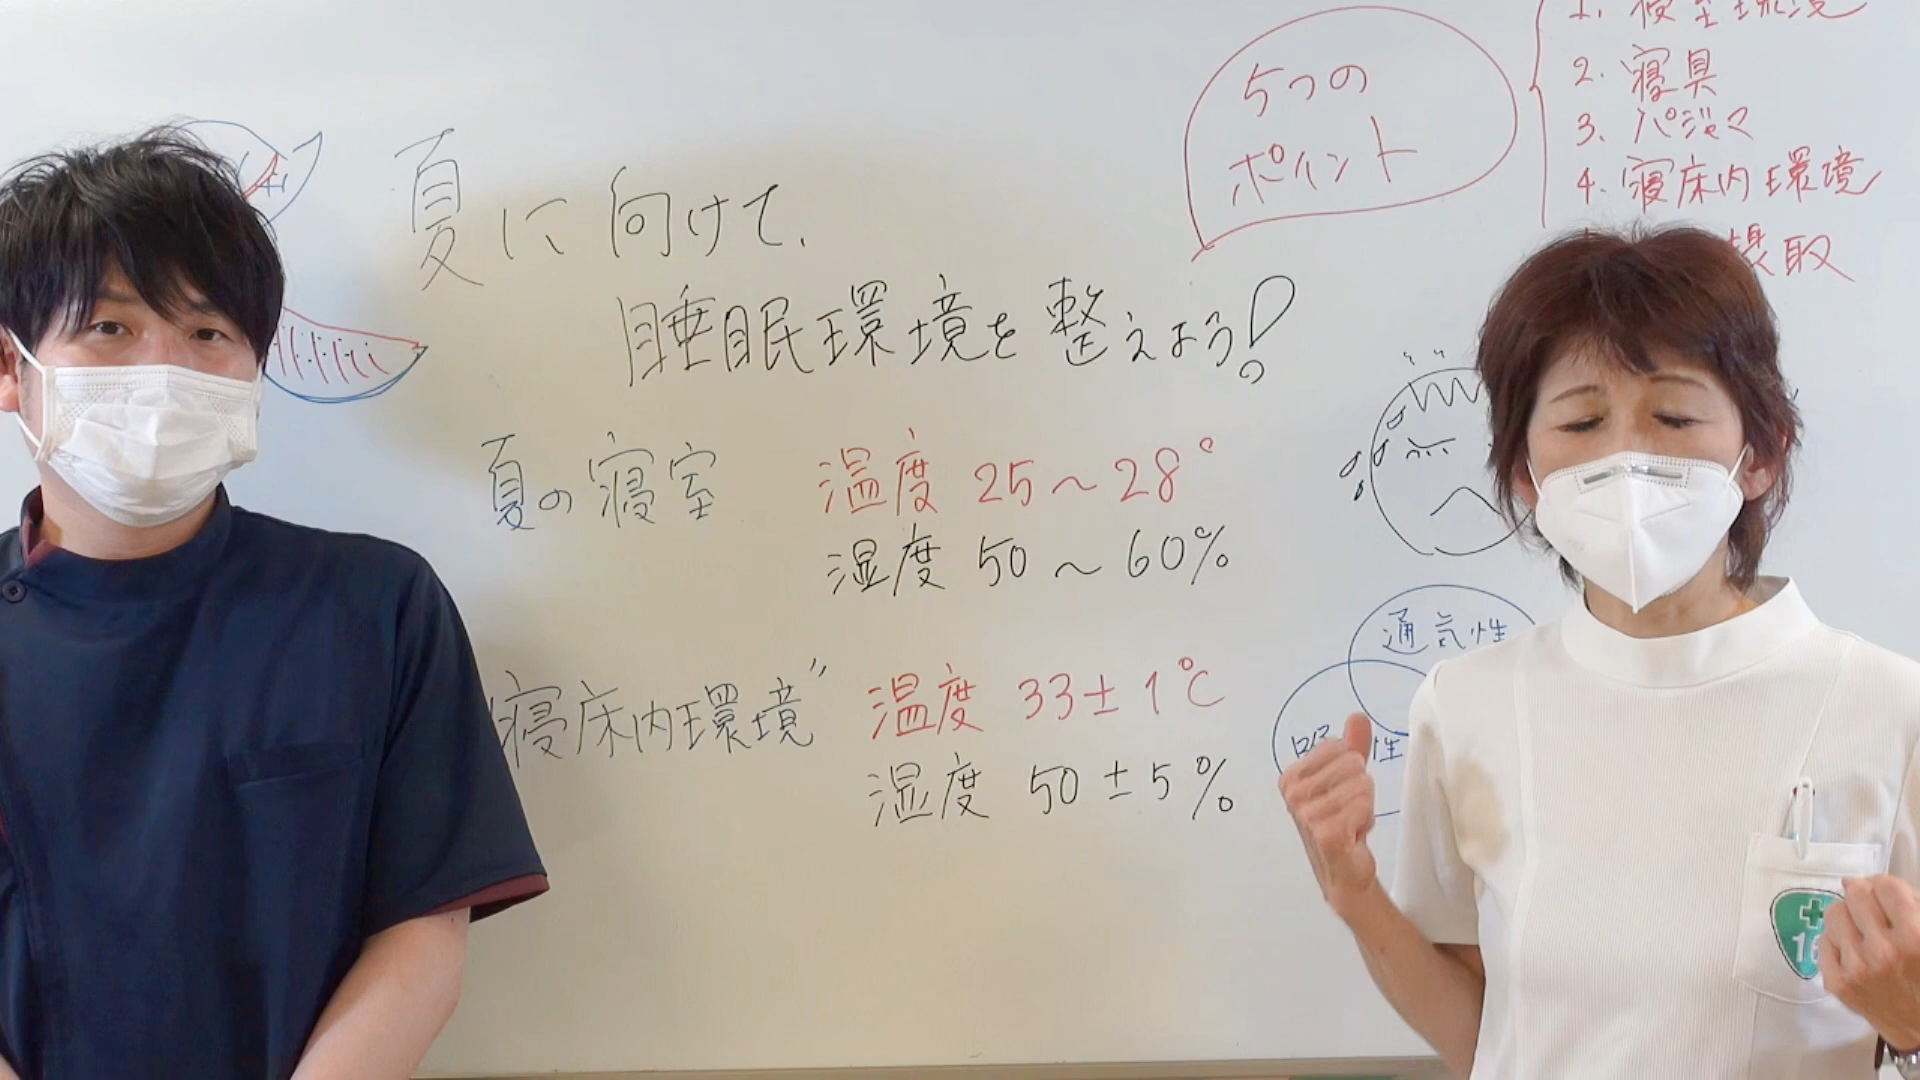 夏に向けて、
睡眠環境を整えよう!
5つの
ポイント
1. 寝室環境
2. 寝具
3. パジャマ
4. 寝床内環境
摂取
夏の寝室 温度 25～28°
湿度 50～60%
"寝床内環境" 温度 33±1℃
湿度 50±5%
通気性
性
16